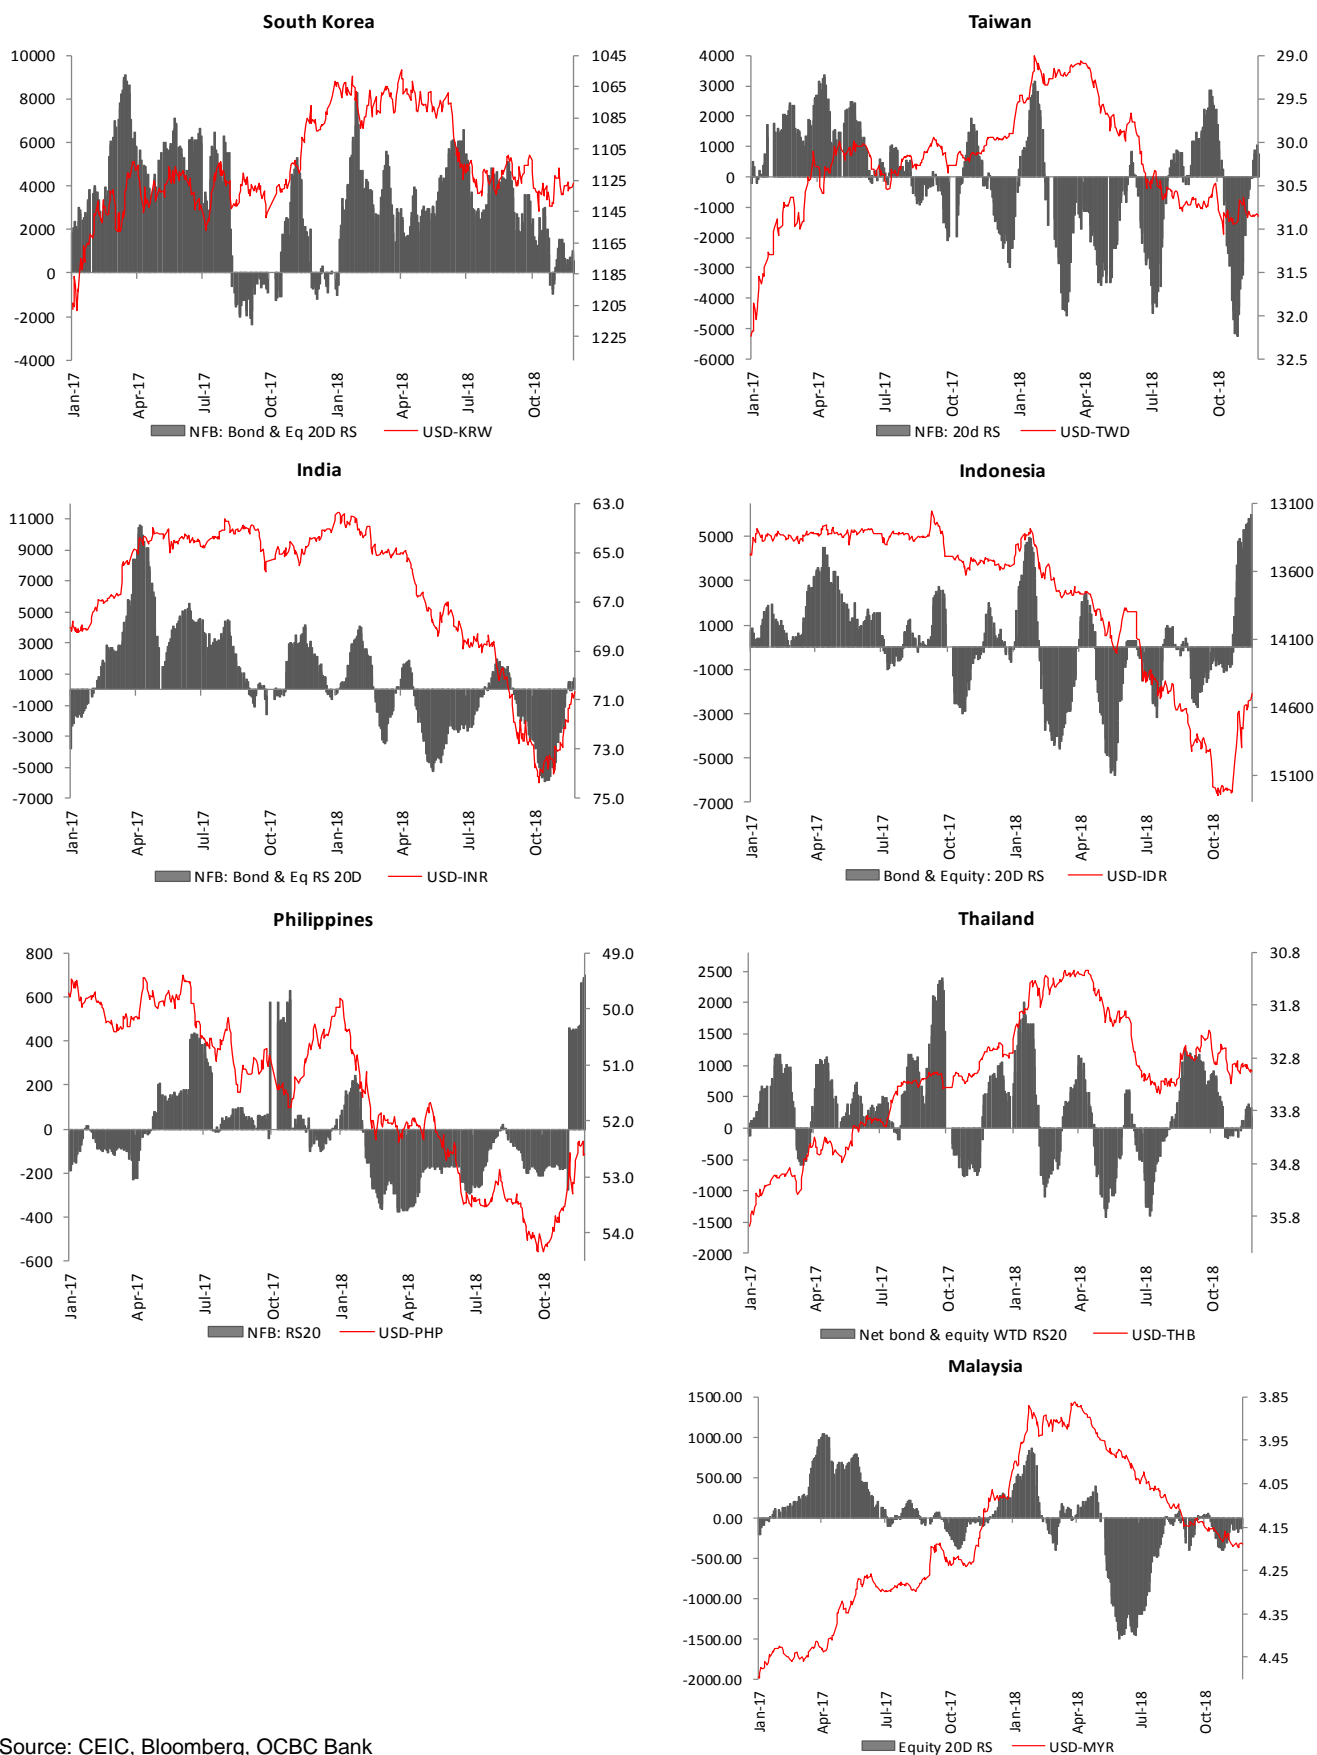 South Korea
10000
8000
6000
4000
2000
0
-2000
-4000
1045
1065
1085
1105
1125
1145
1165
1185
1205
1225
Jan-17
Apr-17
Jul-17
Oct-17
Jan-18
Apr-18
Jul-18
Oct-18
NFB: Bond & Eq 20D RS USD-KRW
Taiwan
4000
3000
2000
1000
0
-1000
-2000
-3000
-4000
-5000
-6000
29.0
29.5
30.0
30.5
31.0
31.5
32.0
32.5
Jan-17
Apr-17
Jul-17
Oct-17
Jan-18
Apr-18
Jul-18
Oct-18
NFB: 20d RS USD-TWD
India
11000
9000
7000
5000
3000
1000
-1000
-3000
-5000
-7000
63.0
65.0
67.0
69.0
71.0
73.0
75.0
Jan-17
Apr-17
Jul-17
Oct-17
Jan-18
Apr-18
Jul-18
Oct-18
NFB: Bond & Eq RS 20D USD-INR
Indonesia
5000
3000
1000
-1000
-3000
-5000
-7000
13100
13600
14100
14600
15100
Jan-17
Apr-17
Jul-17
Oct-17
Jan-18
Apr-18
Jul-18
Oct-18
Bond & Equity: 20D RS USD-IDR
Philippines
800
600
400
200
0
-200
-400
-600
49.0
50.0
51.0
52.0
53.0
54.0
Jan-17
Apr-17
Jul-17
Oct-17
Jan-18
Apr-18
Jul-18
Oct-18
NFB: RS20 USD-PHP
Thailand
2500
2000
1500
1000
500
0
-500
-1000
-1500
-2000
30.8
31.8
32.8
33.8
34.8
35.8
Jan-17
Apr-17
Jul-17
Oct-17
Jan-18
Apr-18
Jul-18
Oct-18
Net bond & equity WTD RS20 USD-THB
Malaysia
1500.00
1000.00
500.00
0.00
-500.00
-1000.00
-1500.00
-2000.00
3.85
3.95
4.05
4.15
4.25
4.35
4.45
Jan-17
Apr-17
Jul-17
Oct-17
Jan-18
Apr-18
Jul-18
Oct-18
Equity 20D RS USD-MYR
Source: CEIC, Bloomberg, OCBC Bank